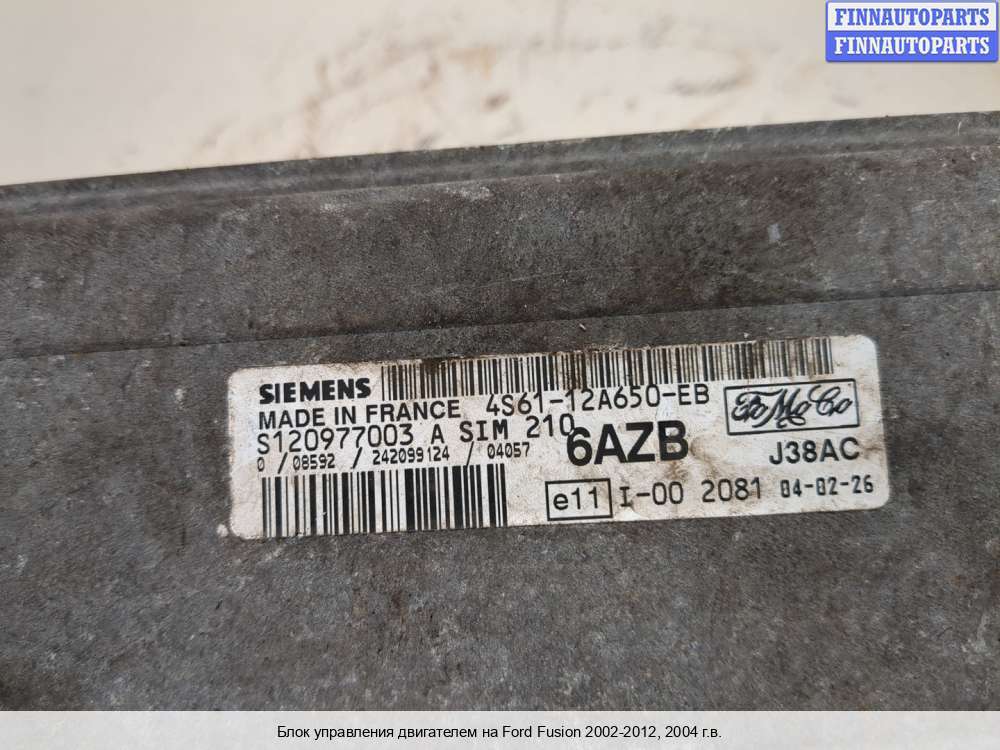 FINNAUTOPARTS
FINNAUTOPARTS
SIEMENS
MADE IN FRANCE 4S61-12A650-EB FoMoCo
S120977003 A SIM 210 6AZB J38AC
0 / 08592 / 242099124 / 04057
e11 I-00 2081 04-02-26
Блок управления двигателем на Ford Fusion 2002-2012, 2004 г.в.